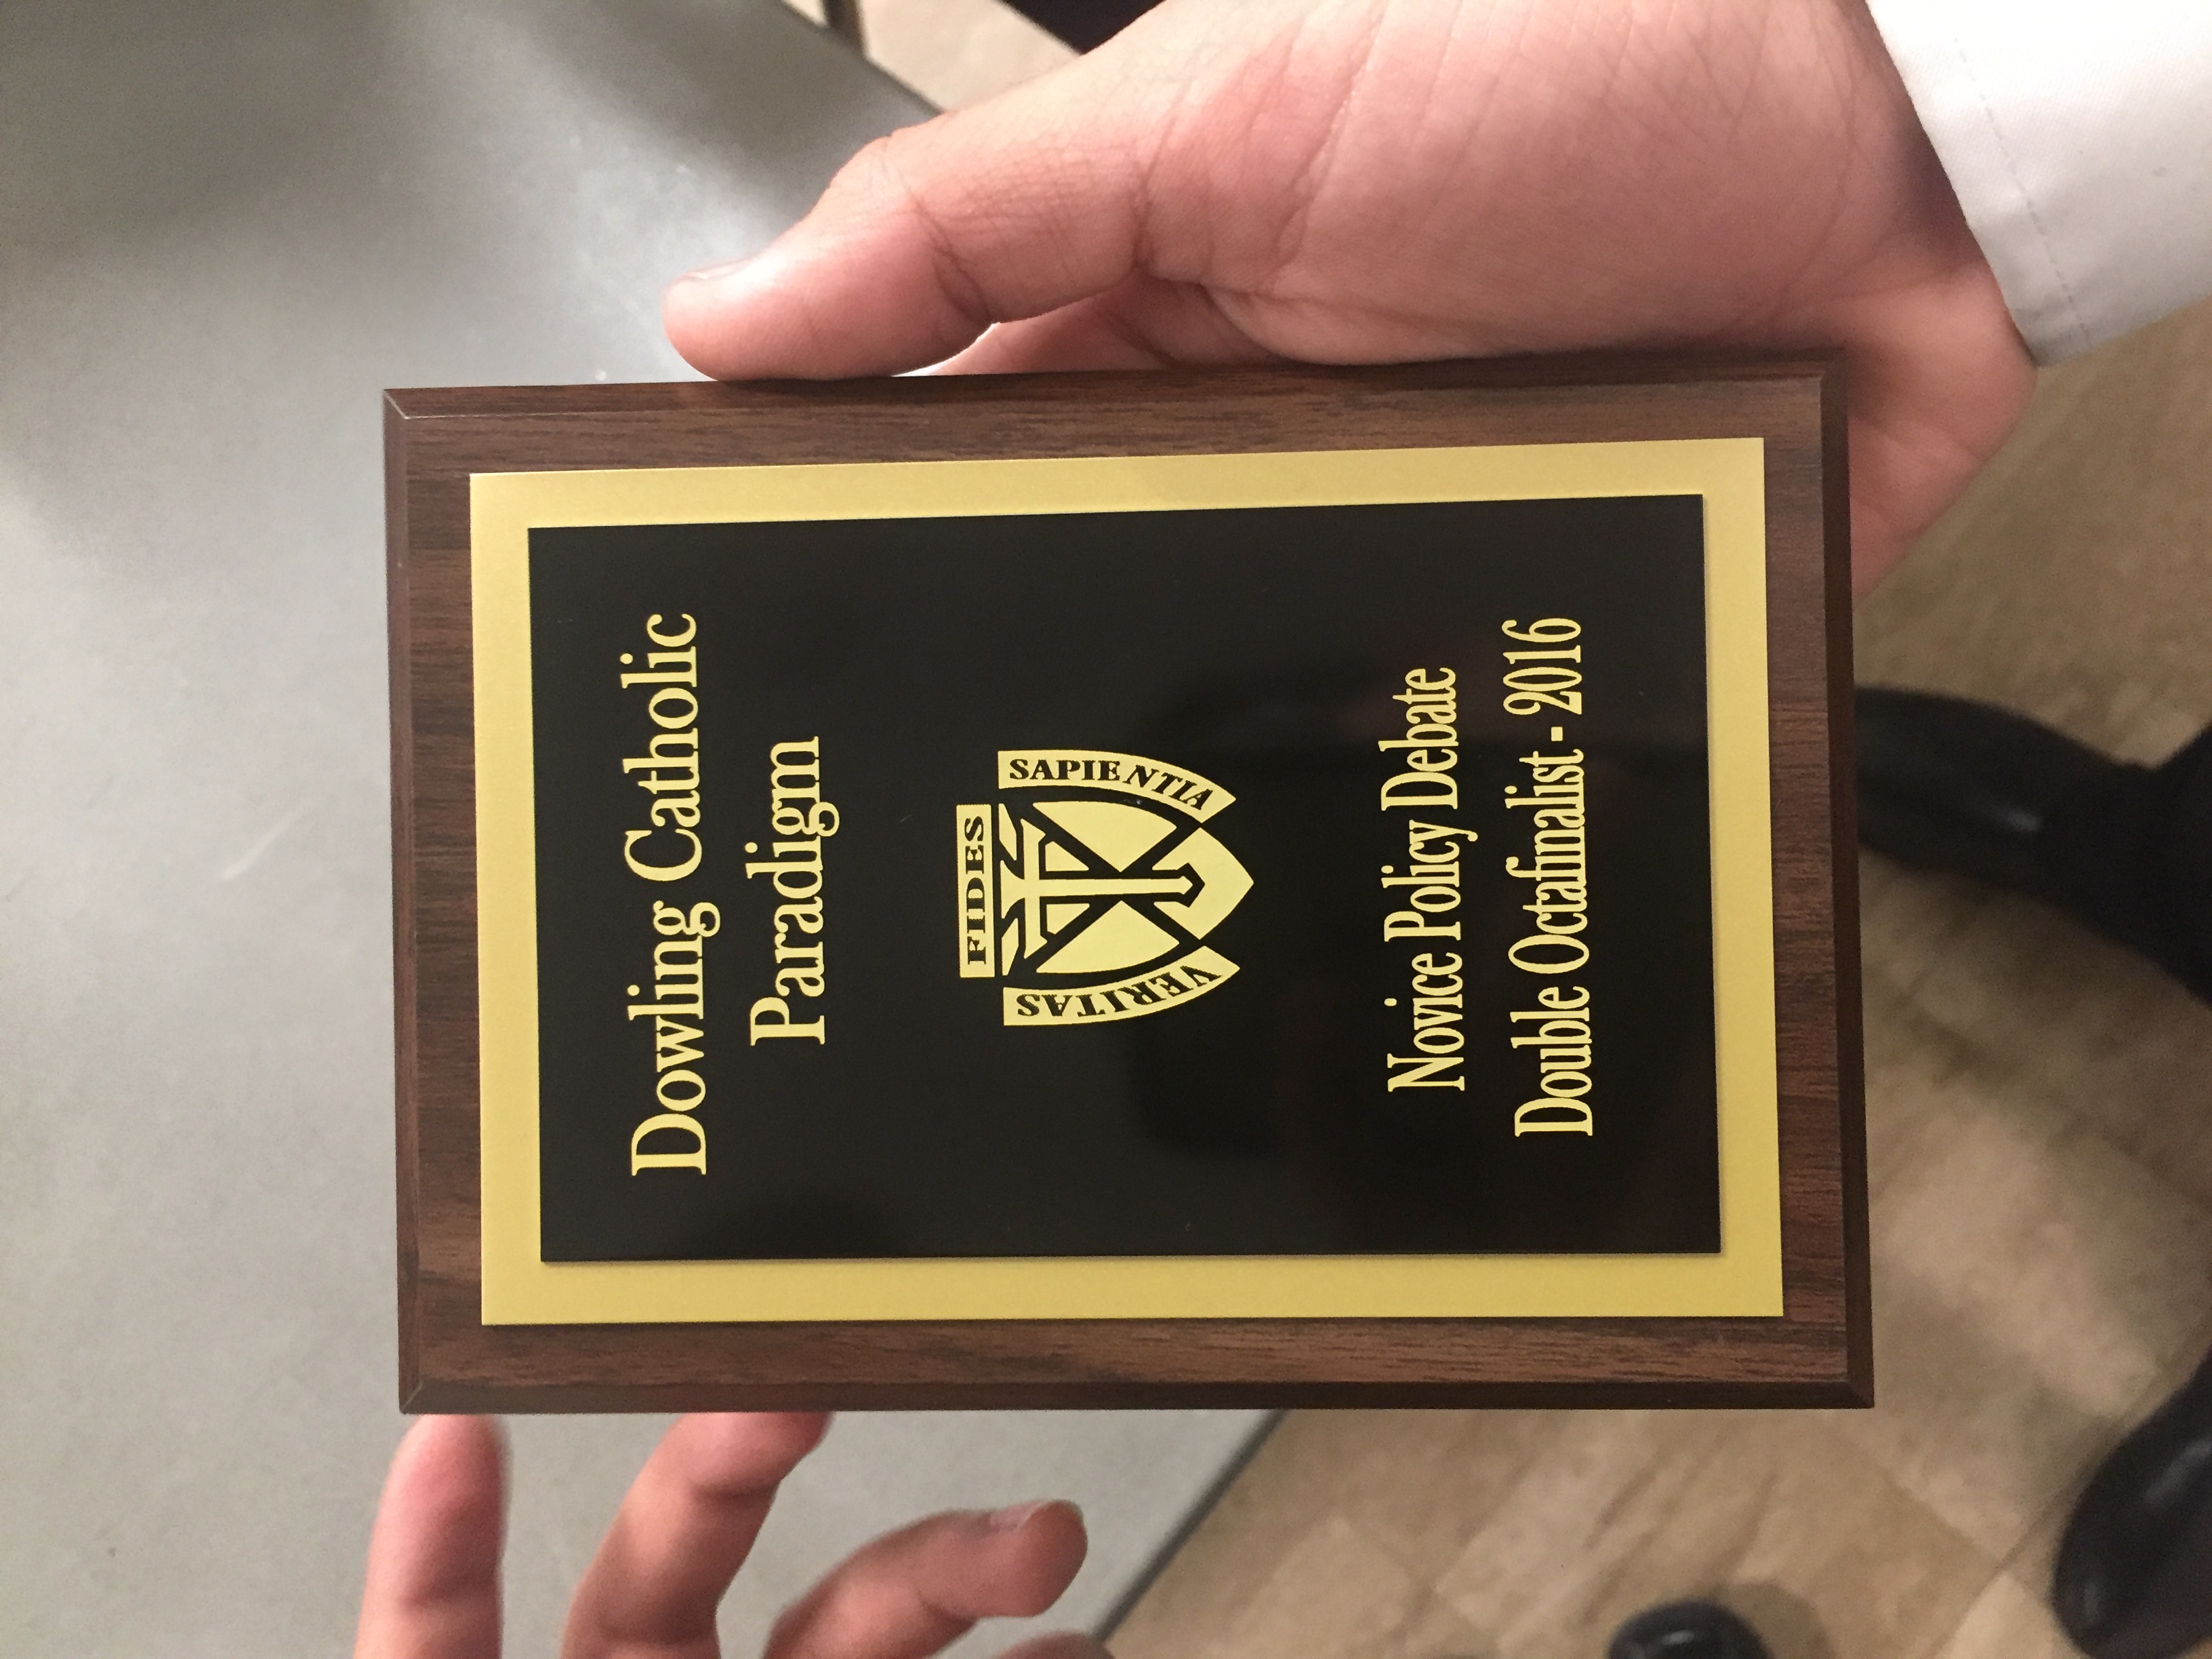 Dowling Catholic
Paradigm
FIDES
VERITAS
SAPIENTIA
Novice Policy Debate
Double Octafinalist - 2016